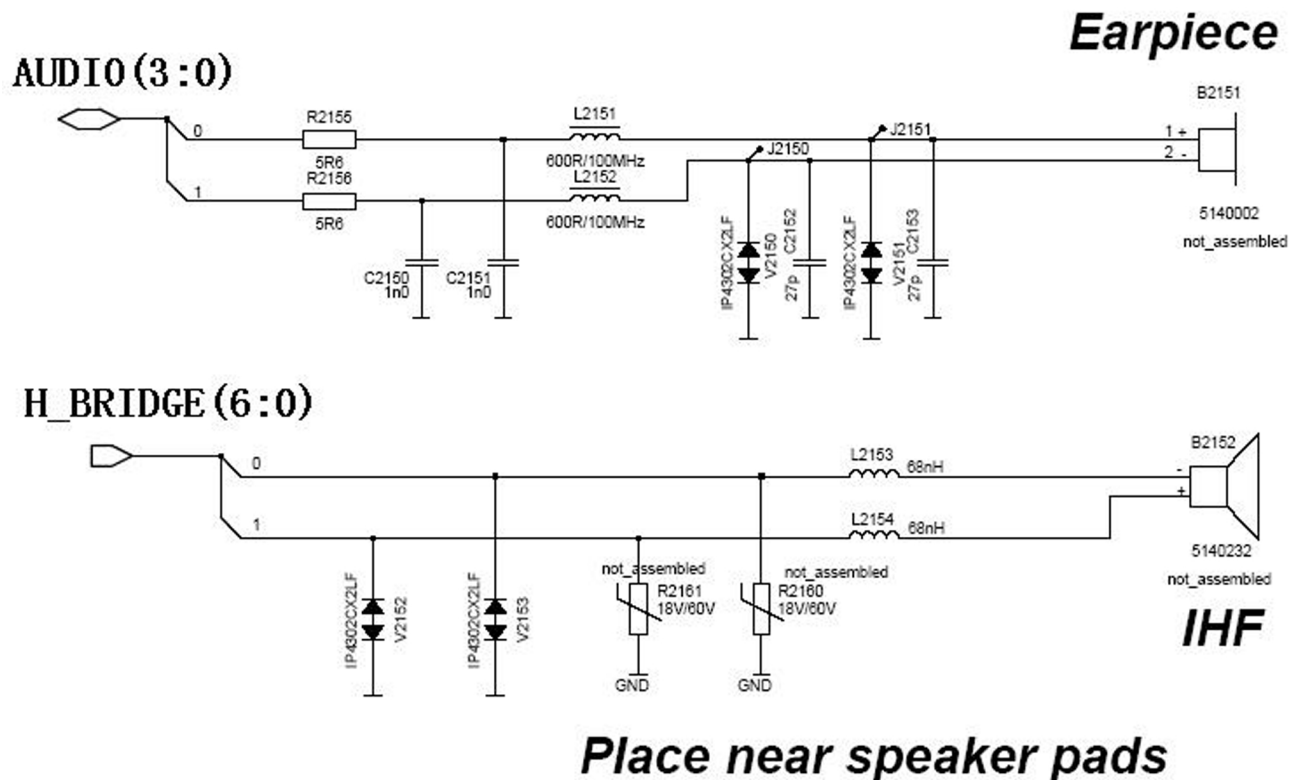 Earpiece
AUDIO(3:0)
B2151
R2155
L2151
0
J2151
1 +
J2150
2 -
5R6
600R/100MHz
R2156
L2152
1
5R6
600R/100MHz
5140002
not_assembled
C2150
1n0
C2151
1n0
IP4302CX2LF
V2150
C2152
27p
IP4302CX2LF
V2151
C2153
27p
H_BRIDGE(6:0)
B2152
L2153
0
68nH
-
+
L2154
1
68nH
5140232
not_assembled
not_assembled
not_assembled
R2161
18V/60V
R2160
18V/60V
IP4302CX2LF
V2152
IP4302CX2LF
V2153
IHF
GND
GND
Place near speaker pads